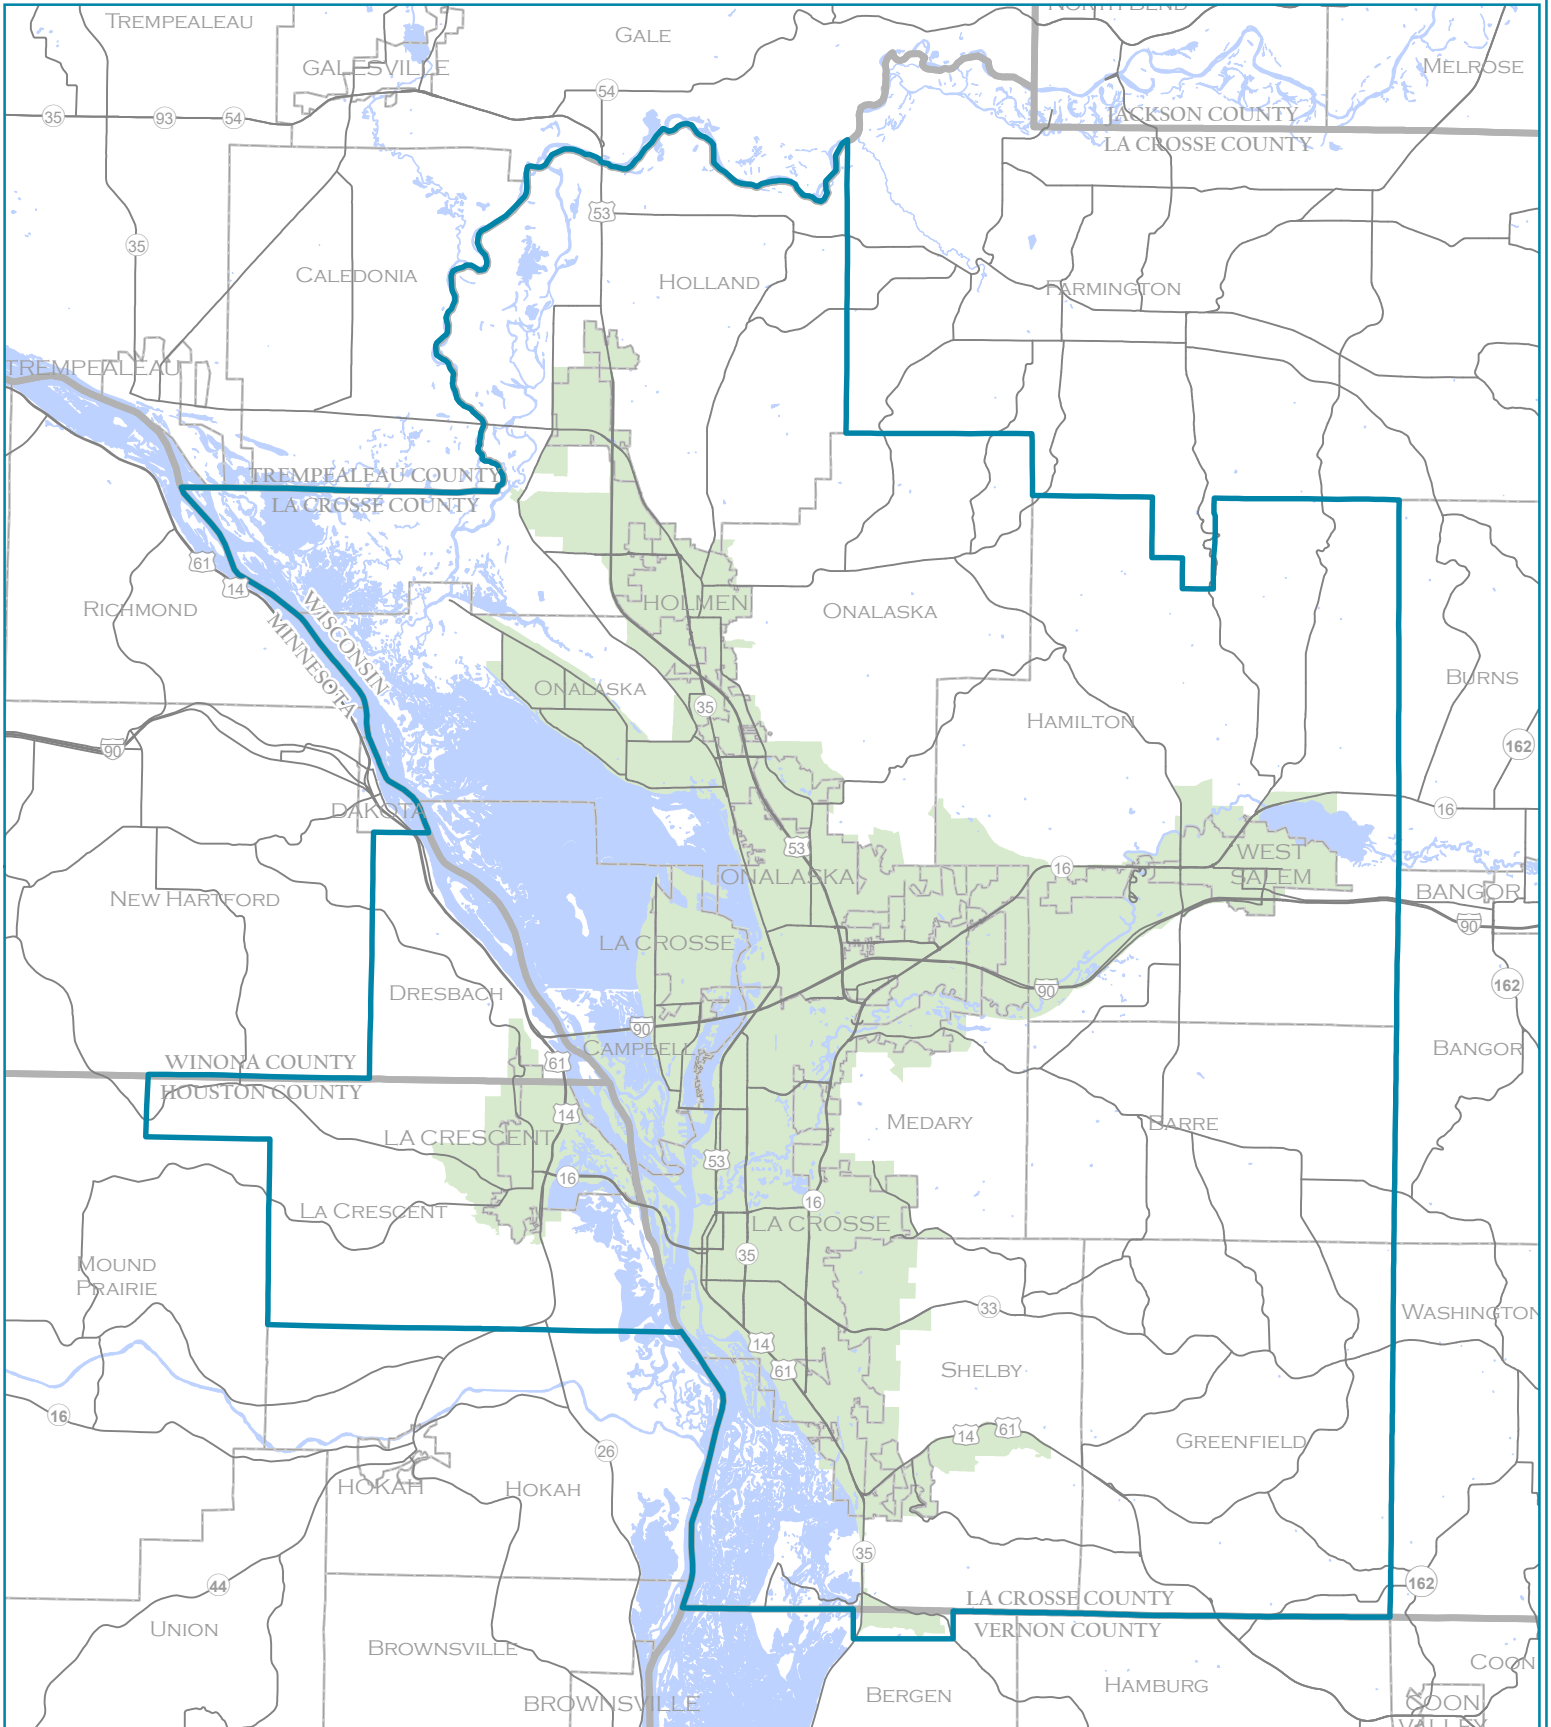 NORTH BEND
TREMPEALEAU
GALE
GALESVILLE
MELROSE
54
35
93
54
JACKSON COUNTY
LA CROSSE COUNTY
53
35
CALEDONIA
HOLLAND
FARMINGTON
TREMPEALEAU
TREMPEALEAU COUNTY
LA CROSSE COUNTY
61
14
RICHMOND
WISCONSIN
MINNESOTA
HOLMEN
ONALASKA
BURNS
ONALASKA
35
HAMILTON
90
162
DAKOTA
16
53
WEST
SALEM
16
ONALASKA
BANGOR
NEW HARTFORD
90
LA CROSSE
DRESBACH
90
162
90
CAMPBELL
BANGOR
WINONA COUNTY
61
HOUSTON COUNTY
14
MEDARY
BARRE
LA CRESCENT
53
16
16
LA CRESCENT
LA CROSSE
35
MOUND
PRAIRIE
33
WASHINGTON
14
61
SHELBY
16
14
61
GREENFIELD
26
HOKAH
HOKAH
35
44
162
LA CROSSE COUNTY
VERNON COUNTY
UNION
BROWNSVILLE
COON
HAMBURG
BERGEN
BROWNSVILLE
COON
VALLEY